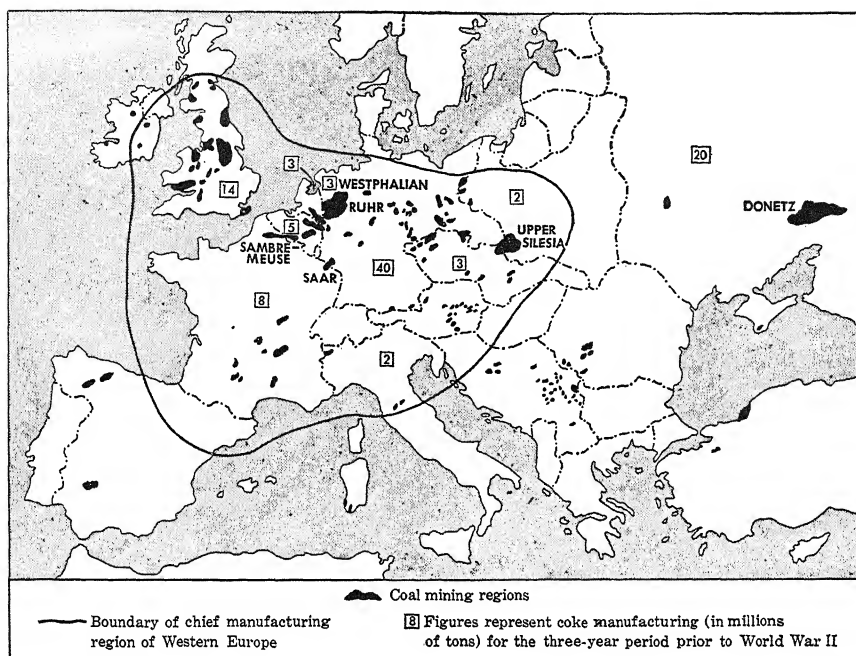 20
3
3
WESTPHALIAN
RUHR
2
14
DONETZ
5
UPPER
SILESIA
SAMBRE-
MEUSE
SAAR
40
3
8
2
Coal mining regions
Boundary of chief manufacturing
region of Western Europe
8 Figures represent coke manufacturing (in millions
of tons) for the three-year period prior to World War II